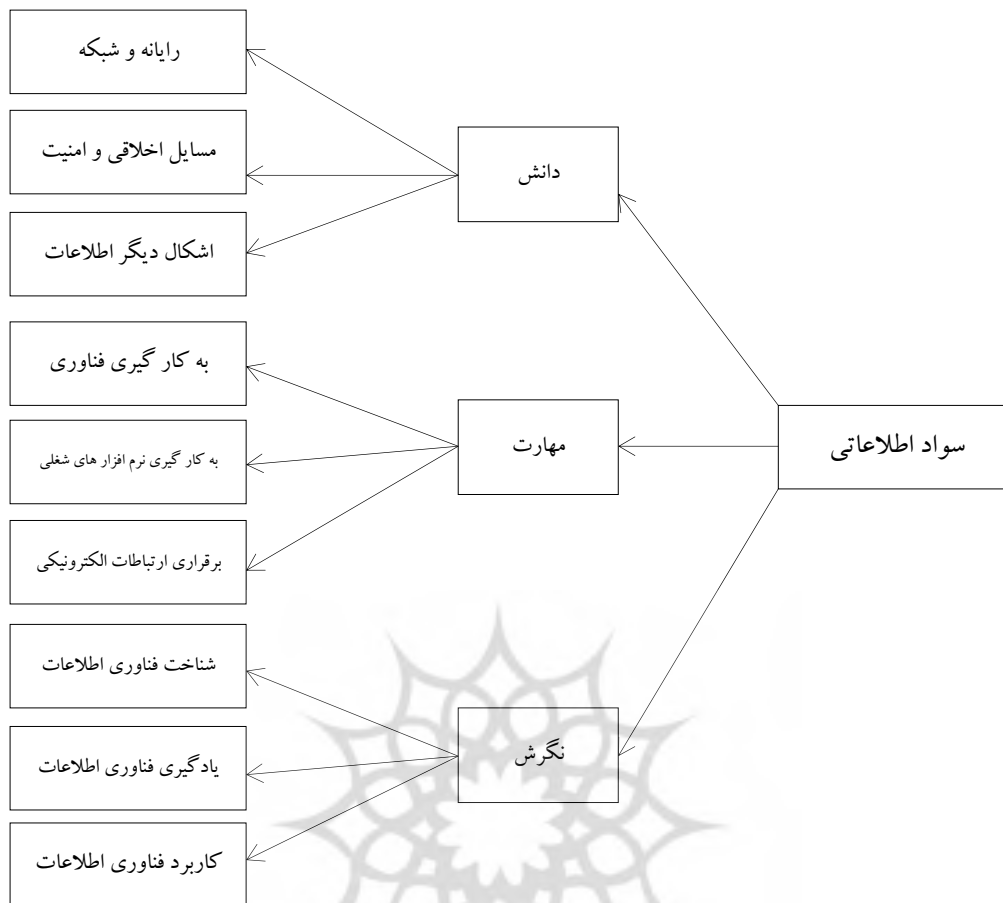 سواد اطلاعاتی
دانش
رایانه و شبکه
مسایل اخلاقی و امنیت
اشکال دیگر اطلاعات
مهارت
به کار گیری فناوری
به کار گیری نرم افزار های شغلی
برقراری ارتباطات الکترونیکی
نگرش
شناخت فناوری اطلاعات
یادگیری فناوری اطلاعات
کاربرد فناوری اطلاعات